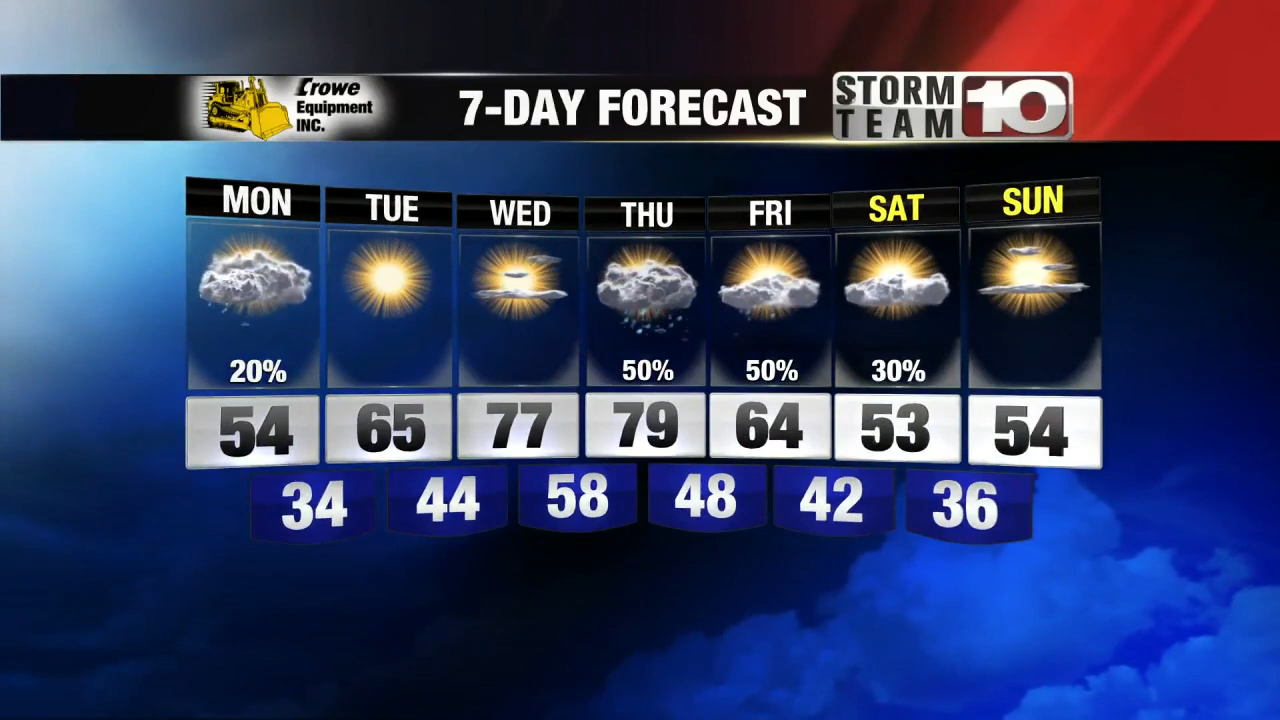 Crowe
Equipment
INC.
7-DAY FORECAST
STORM
TEAM
10
MON TUE WED THU FRI SAT SUN
20% 50% 50% 30%
54 65 77 79 64 53 54
34 44 58 48 42 36